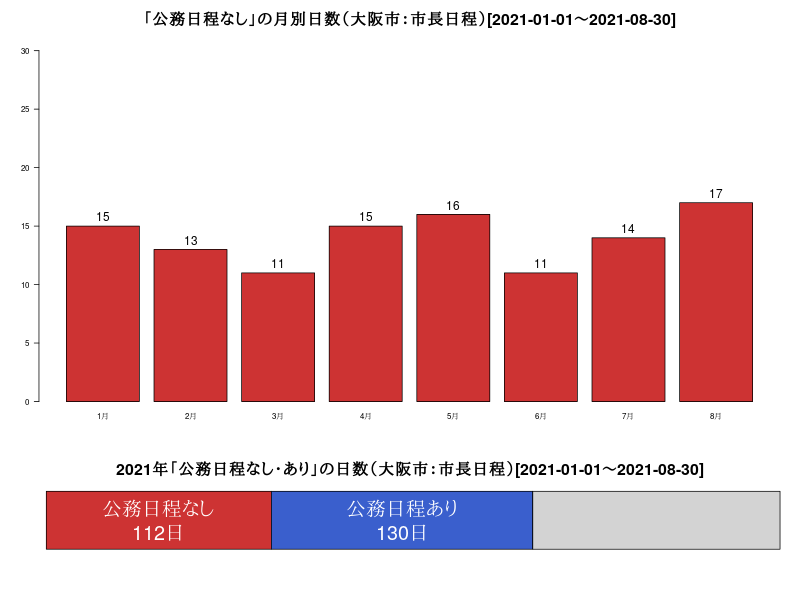 「公務日程なし」の月別日数（大阪市：市長日程）[2021-01-01～2021-08-30]
30
25
20
15
10
5
0
15
13
11
15
16
11
14
17
1月
2月
3月
4月
5月
6月
7月
8月
2021年「公務日程なし・あり」の日数（大阪市：市長日程）[2021-01-01～2021-08-30]
公務日程なし
112日
公務日程あり
130日